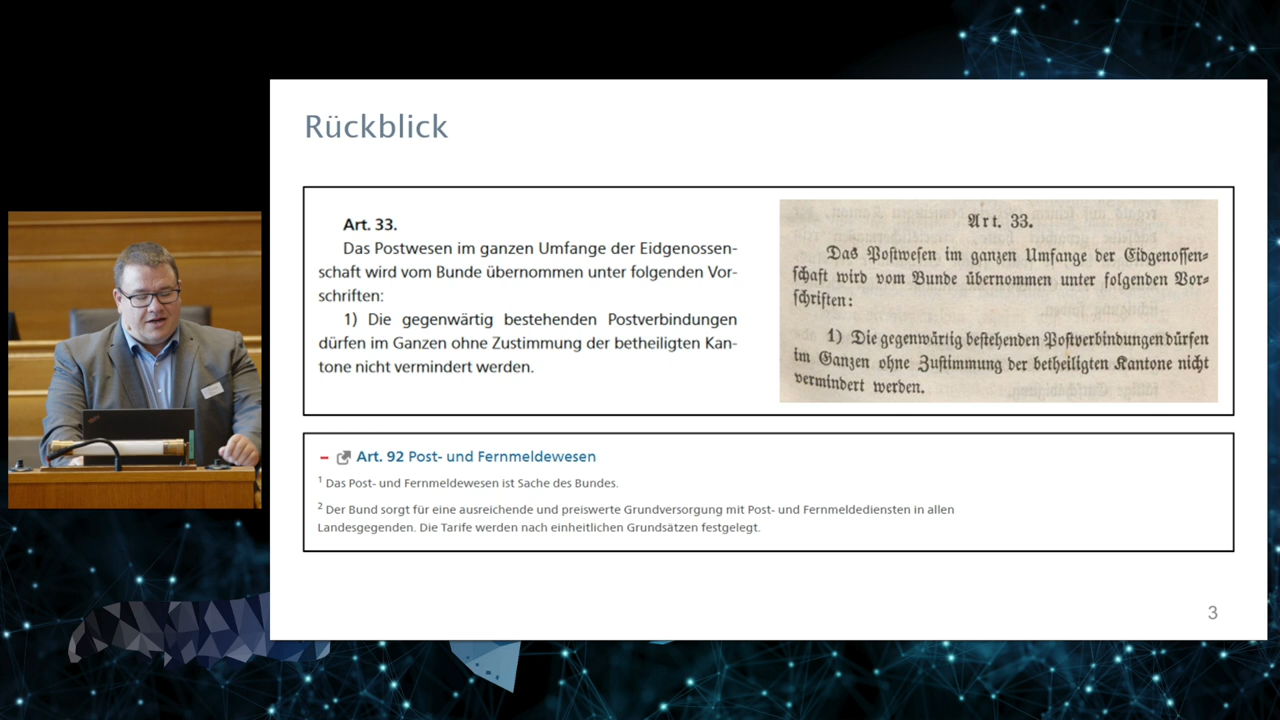 Rückblick
Art. 33.
Das Postwesen im ganzen Umfange der Eidgenossen-
schaft wird vom Bunde übernommen unter folgenden Vor-
schriften:
1) Die gegenwärtig bestehenden Postverbindungen
dürfen im Ganzen ohne Zustimmung der betheiligten Kan-
tone nicht vermindert werden.
Art. 33.
Das Postwesen im ganzen Umfange der Eidgenossen-
schaft wird vom Bunde übernommen unter folgenden Vor-
schriften:
1) Die gegenwärtig bestehenden Postverbindungen dürfen
im Ganzen ohne Zustimmung der betheiligten Kantone nicht
vermindert werden.
Art. 92 Post- und Fernmeldewesen
1 Das Post- und Fernmeldewesen ist Sache des Bundes.
2 Der Bund sorgt für eine ausreichende und preiswerte Grundversorgung mit Post- und Fernmeldediensten in allen
Landesgegenden. Die Tarife werden nach einheitlichen Grundsätzen festgelegt.
3